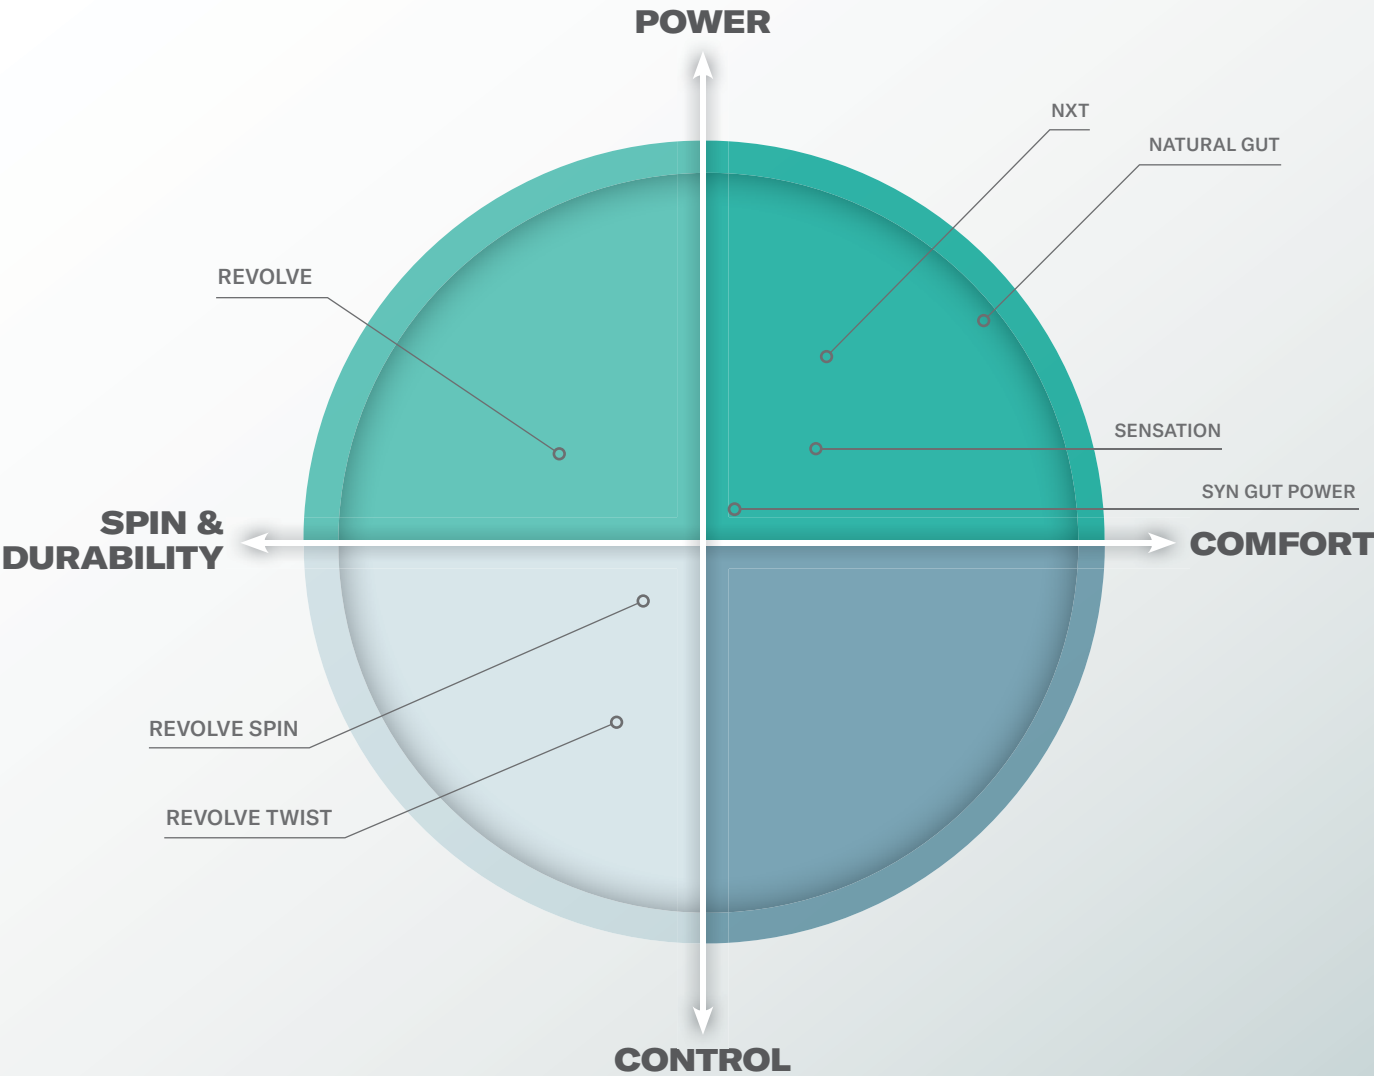 POWER
NXT
NATURAL GUT
REVOLVE
SENSATION
SYN GUT POWER
SPIN &
DURABILITY
COMFORT
REVOLVE SPIN
REVOLVE TWIST
CONTROL